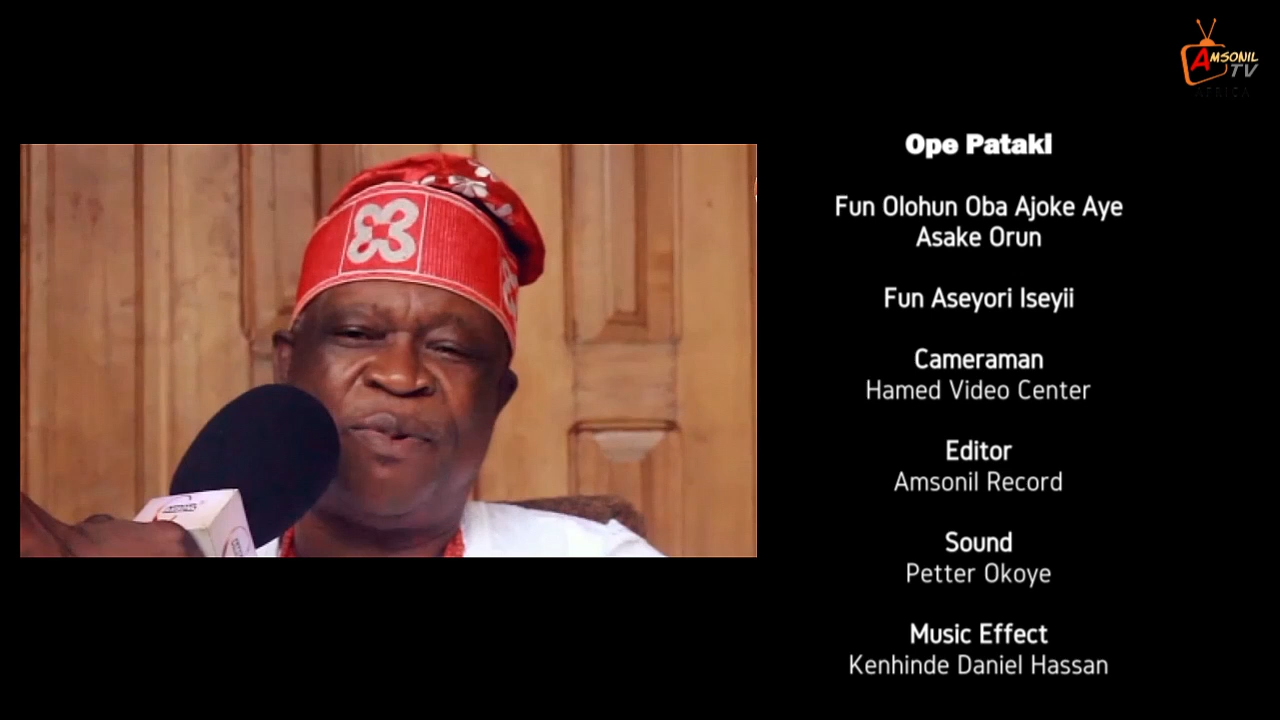 AMSONIL
TV
AFRICA
Ope Pataki
Fun Olohun Oba Ajoke Aye
Asake Orun
Fun Aseyori Iseyii
Cameraman
Hamed Video Center
Editor
Amsonil Record
Sound
Petter Okoye
Music Effect
Kenhinde Daniel Hassan